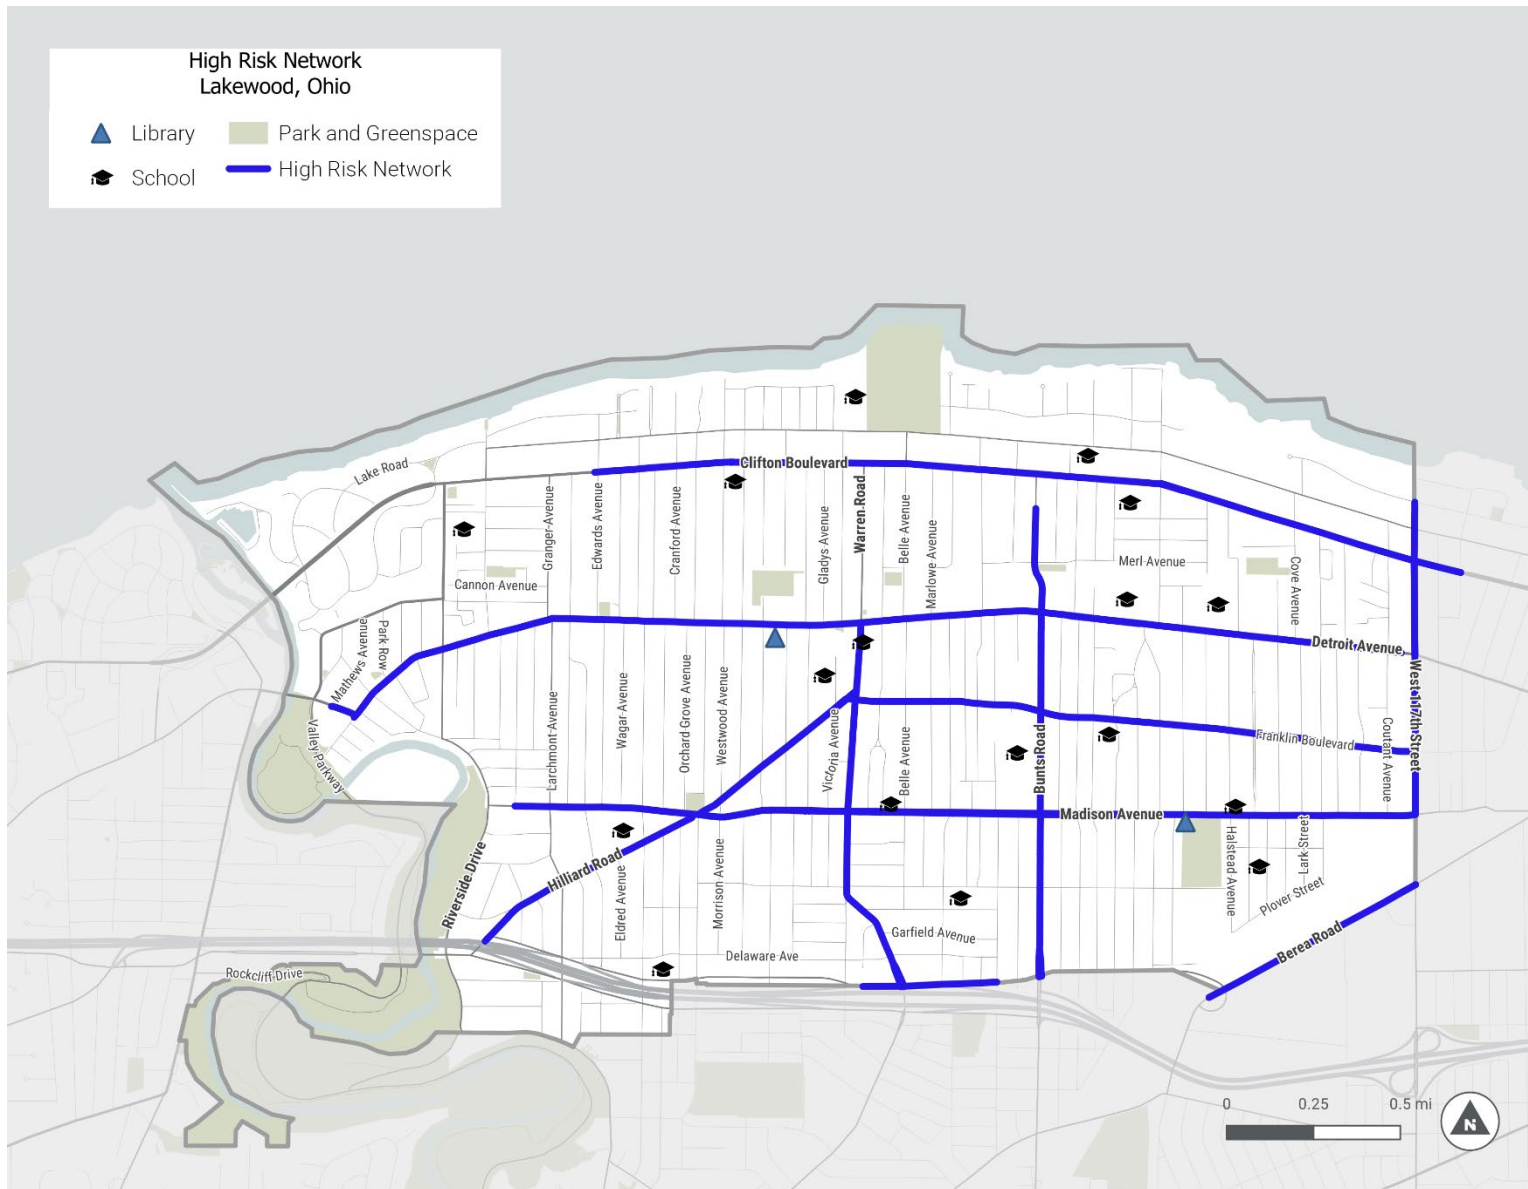 High Risk Network
Lakewood, Ohio
Library
Park and Greenspace
School
High Risk Network
Lake Road
Clifton Boulevard
Granger Avenue
Edwards Avenue
Cranford Avenue
Gladys Avenue
Warren Road
Belle Avenue
Marlowe Avenue
Merl Avenue
Cove Avenue
Cannon Avenue
Mathews Avenue
Park Row
Detroit Avenue
West 117th Street
Valley Parkway
Larchmont Avenue
Wagar Avenue
Orchard Grove Avenue
Westwood Avenue
Victoria Avenue
Belle Avenue
Bunts Road
Franklin Boulevard
Coutant Avenue
Madison Avenue
Riverside Drive
Hilliard Road
Eldred Avenue
Morrison Avenue
Halstead Avenue
Lark Street
Plover Street
Garfield Avenue
Delaware Ave
Berea Road
Rockcliff Drive
0 0.25 0.5 mi
N